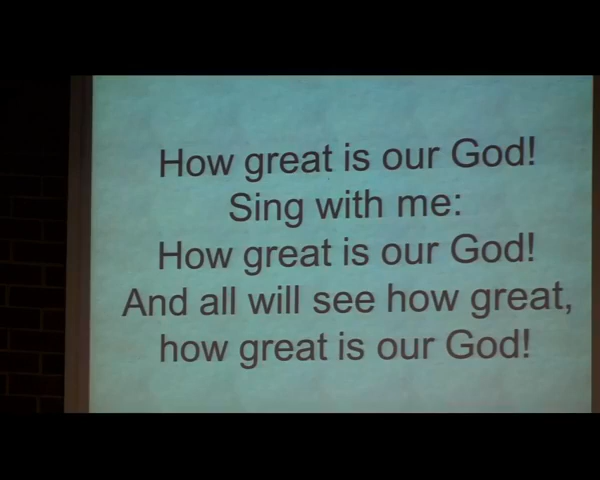 How great is our God!
Sing with me:
How great is our God!
And all will see how great,
how great is our God!